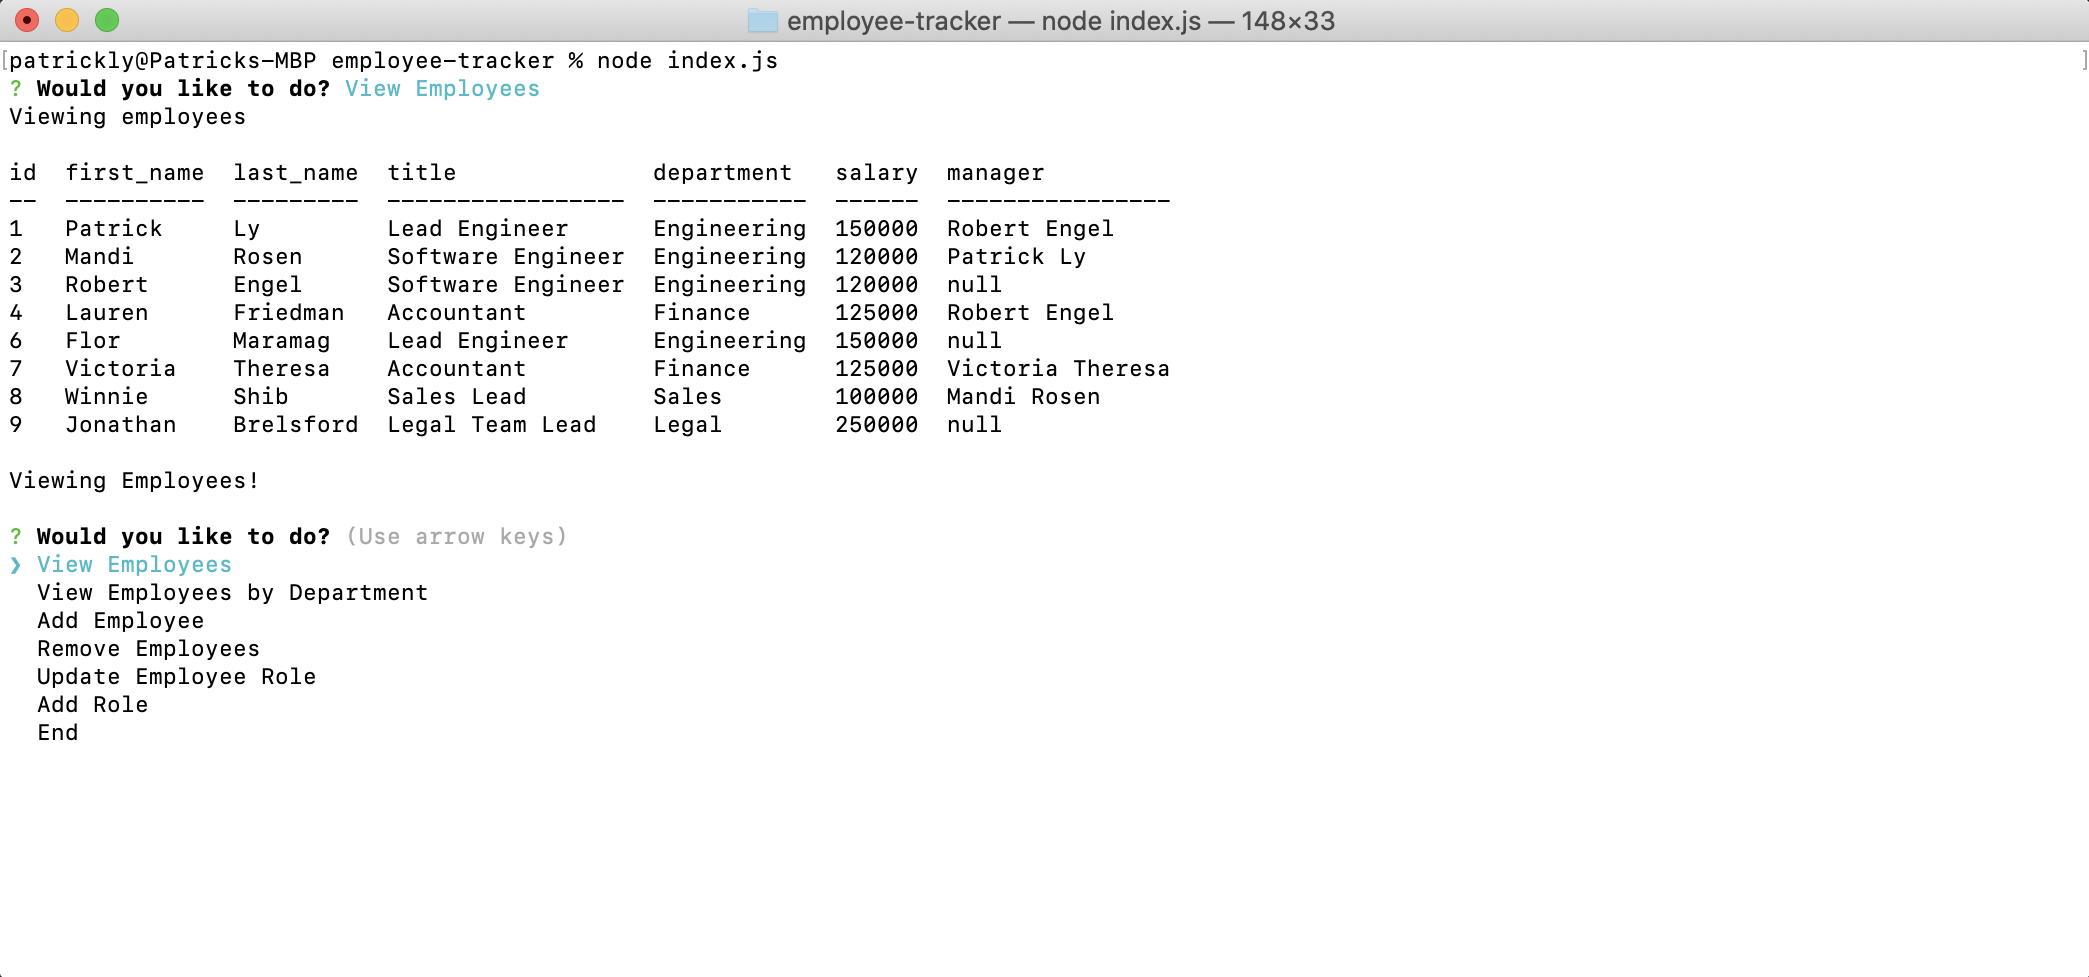 employee-tracker — node index.js — 148×33
[patrickly@Patricks-MBP employee-tracker % node index.js ]
? Would you like to do? View Employees
Viewing employees
id  first_name  last_name  title              department   salary  manager
--  ----------  ---------  -----------------  -----------  ------  ----------------
1   Patrick     Ly         Lead Engineer      Engineering  150000  Robert Engel
2   Mandi       Rosen      Software Engineer  Engineering  120000  Patrick Ly
3   Robert      Engel      Software Engineer  Engineering  120000  null
4   Lauren      Friedman   Accountant         Finance      125000  Robert Engel
6   Flor        Maramag    Lead Engineer      Engineering  150000  null
7   Victoria    Theresa    Accountant         Finance      125000  Victoria Theresa
8   Winnie      Shib       Sales Lead         Sales        100000  Mandi Rosen
9   Jonathan    Brelsford  Legal Team Lead    Legal        250000  null
Viewing Employees!
? Would you like to do? (Use arrow keys)
❯ View Employees
  View Employees by Department
  Add Employee
  Remove Employees
  Update Employee Role
  Add Role
  End